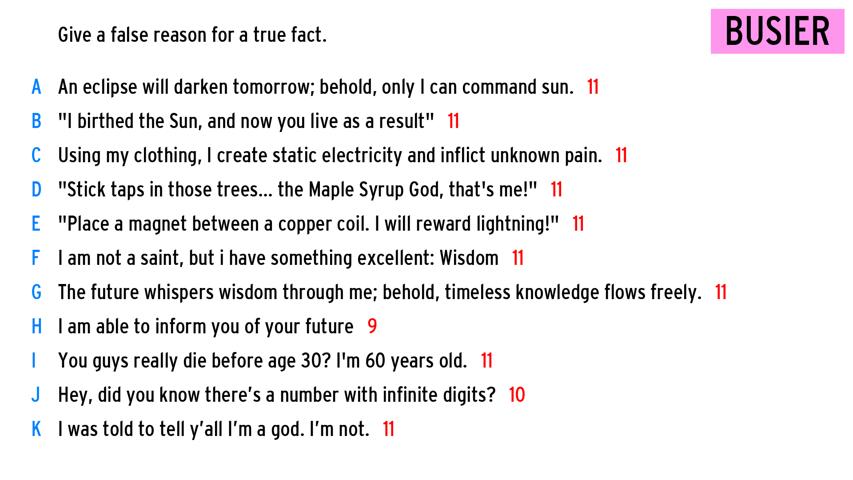 Give a false reason for a true fact.
BUSIER
A An eclipse will darken tomorrow; behold, only I can command sun. 11
B "I birthed the Sun, and now you live as a result" 11
C Using my clothing, I create static electricity and inflict unknown pain. 11
D "Stick taps in those trees... the Maple Syrup God, that's me!" 11
E "Place a magnet between a copper coil. I will reward lightning!" 11
F I am not a saint, but i have something excellent: Wisdom 11
G The future whispers wisdom through me; behold, timeless knowledge flows freely. 11
H I am able to inform you of your future 9
I You guys really die before age 30? I'm 60 years old. 11
J Hey, did you know there’s a number with infinite digits? 10
K I was told to tell y’all I’m a god. I’m not. 11